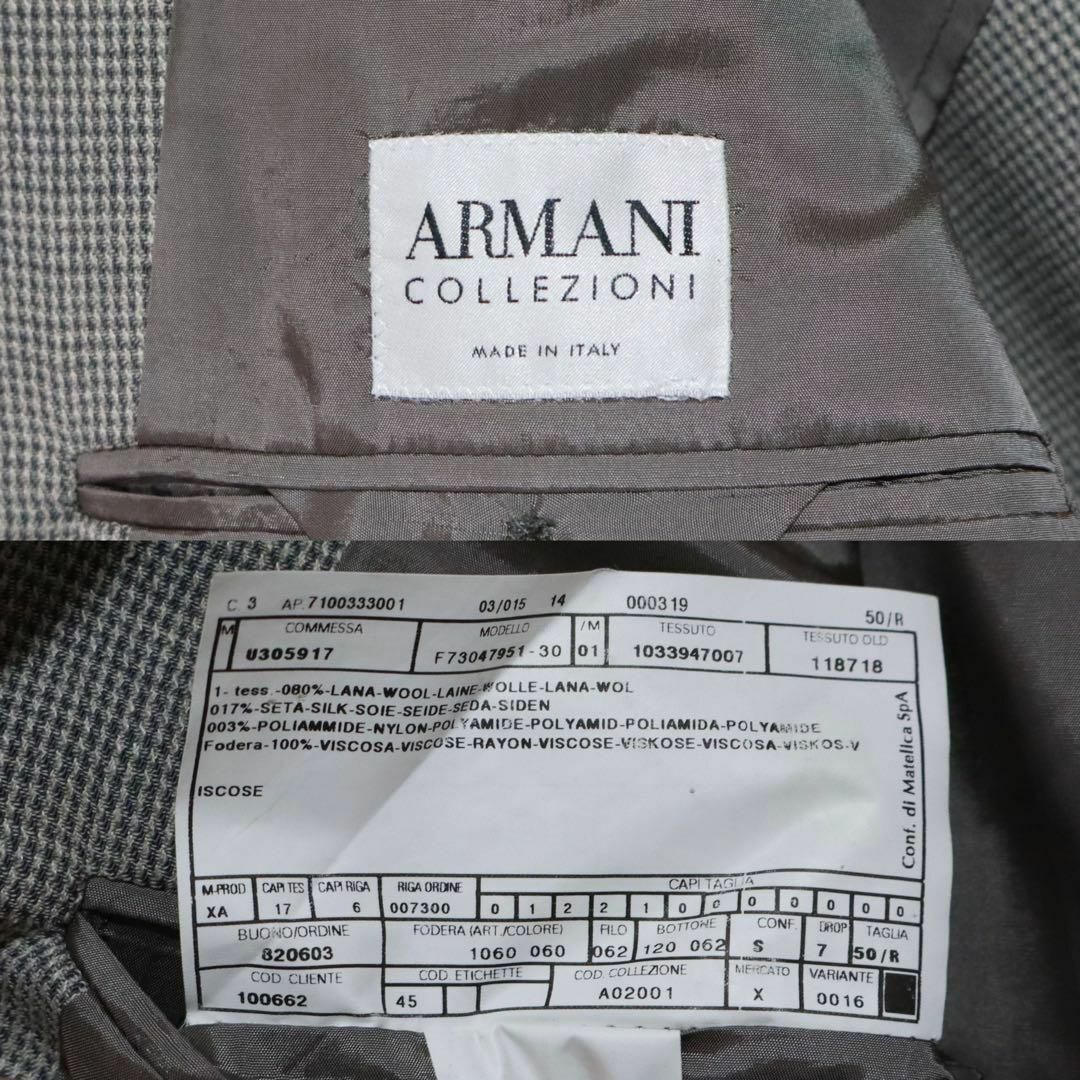 ARMANI
COLLEZIONI
MADE IN ITALY
C. 3 AP. 7100333001 03/015 14 000319 50/R
M COMMESSA MODELLO /M TESSUTO TESSUTO OLD
U305917 F73047951-30 01 1033947007 118718
1- tess.-080%-LANA-WOOL-LAINE-WOLLE-LANA-WOL
017%-SETA-SILK-SOIE-SEIDE-SEDA-SIDEN
003%-POLIAMMIDE-NYLON-POLYAMIDE-POLYAMID-POLIAMIDA-POLYAMIDE
Fodera-100%-VISCOSA-VISCOSE-RAYON-VISCOSE-VISKOSE-VISCOSA-VISKOS-V
ISCOSE
Conf. di Matelica SpA
M-PROD CAPI TES CAPI RIGA RIGA ORDINE CAPI TAGLIA
XA 17 6 007300 0 1 2 2 1 0 0 0 0 0 0 0
BUONO/ORDINE FODERA (ART./COLORE) FILO BOTTONE CONF. DROP TAGLIA
820603 1060 060 062 120 062 S 7 50/R
COD CLIENTE COD. ETICHETTE COD. COLLEZIONE MERCATO VARIANTE
100662 45 A02001 X 0016